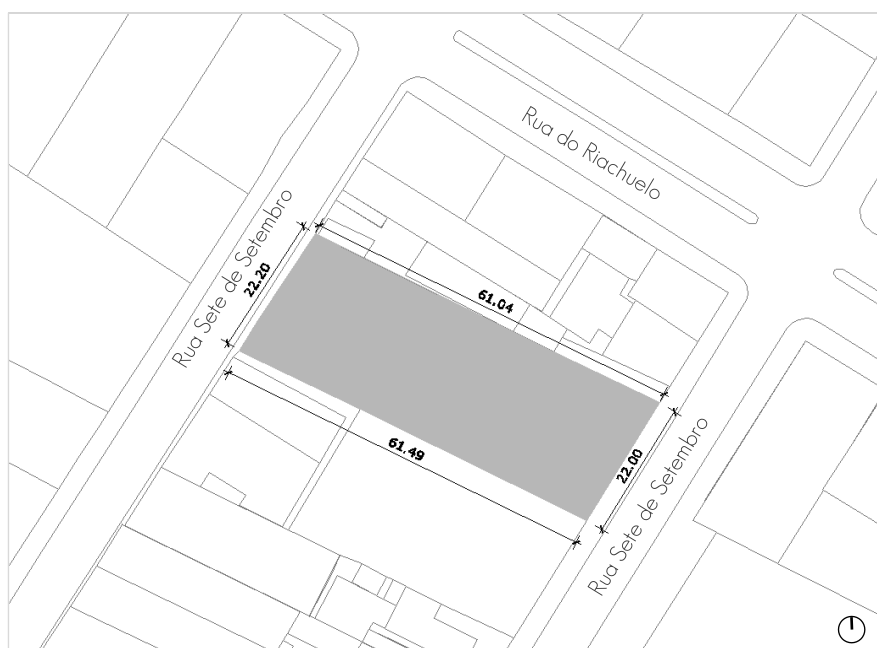 Rua do Riachuelo
Rua Sete de Setembro
22.20
61.04
61.49
22.00
Rua Sete de Setembro